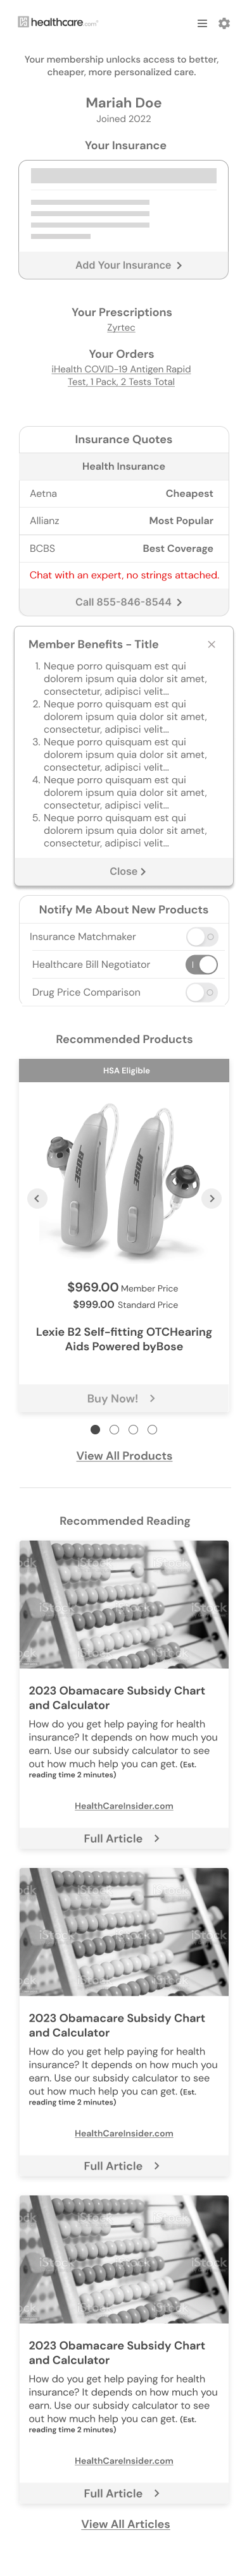 healthcare.com
Your membership unlocks access to better,
cheaper, more personalized care.
Mariah Doe
Joined 2022
Your Insurance
Add Your Insurance
Your Prescriptions
Zyrtec
Your Orders
iHealth COVID-19 Antigen Rapid
Test, 1 Pack, 2 Tests Total
Insurance Quotes
Health Insurance
Aetna Cheapest
Allianz Most Popular
BCBS Best Coverage
Chat with an expert, no strings attached.
Call 855-846-8544
Member Benefits - Title
1. Neque porro quisquam est qui
dolorem ipsum quia dolor sit amet,
consectetur, adipisci velit...
2. Neque porro quisquam est qui
dolorem ipsum quia dolor sit amet,
consectetur, adipisci velit...
3. Neque porro quisquam est qui
dolorem ipsum quia dolor sit amet,
consectetur, adipisci velit...
4. Neque porro quisquam est qui
dolorem ipsum quia dolor sit amet,
consectetur, adipisci velit...
5. Neque porro quisquam est qui
dolorem ipsum quia dolor sit amet,
consectetur, adipisci velit...
Close
Notify Me About New Products
Insurance Matchmaker
Healthcare Bill Negotiator
Drug Price Comparison
Recommended Products
HSA Eligible
BOSE
BOSE
$969.00 Member Price
$999.00 Standard Price
Lexie B2 Self-fitting OTCHearing
Aids Powered byBose
Buy Now!
View All Products
Recommended Reading
iStock
2023 Obamacare Subsidy Chart
and Calculator
How do you get help paying for health
insurance? It depends on how much you
earn. Use our subsidy calculator to see
out how much help you can get. (Est.
reading time 2 minutes)
HealthCareInsider.com
Full Article
iStock
2023 Obamacare Subsidy Chart
and Calculator
How do you get help paying for health
insurance? It depends on how much you
earn. Use our subsidy calculator to see
out how much help you can get. (Est.
reading time 2 minutes)
HealthCareInsider.com
Full Article
iStock
2023 Obamacare Subsidy Chart
and Calculator
How do you get help paying for health
insurance? It depends on how much you
earn. Use our subsidy calculator to see
out how much help you can get. (Est.
reading time 2 minutes)
HealthCareInsider.com
Full Article
View All Articles